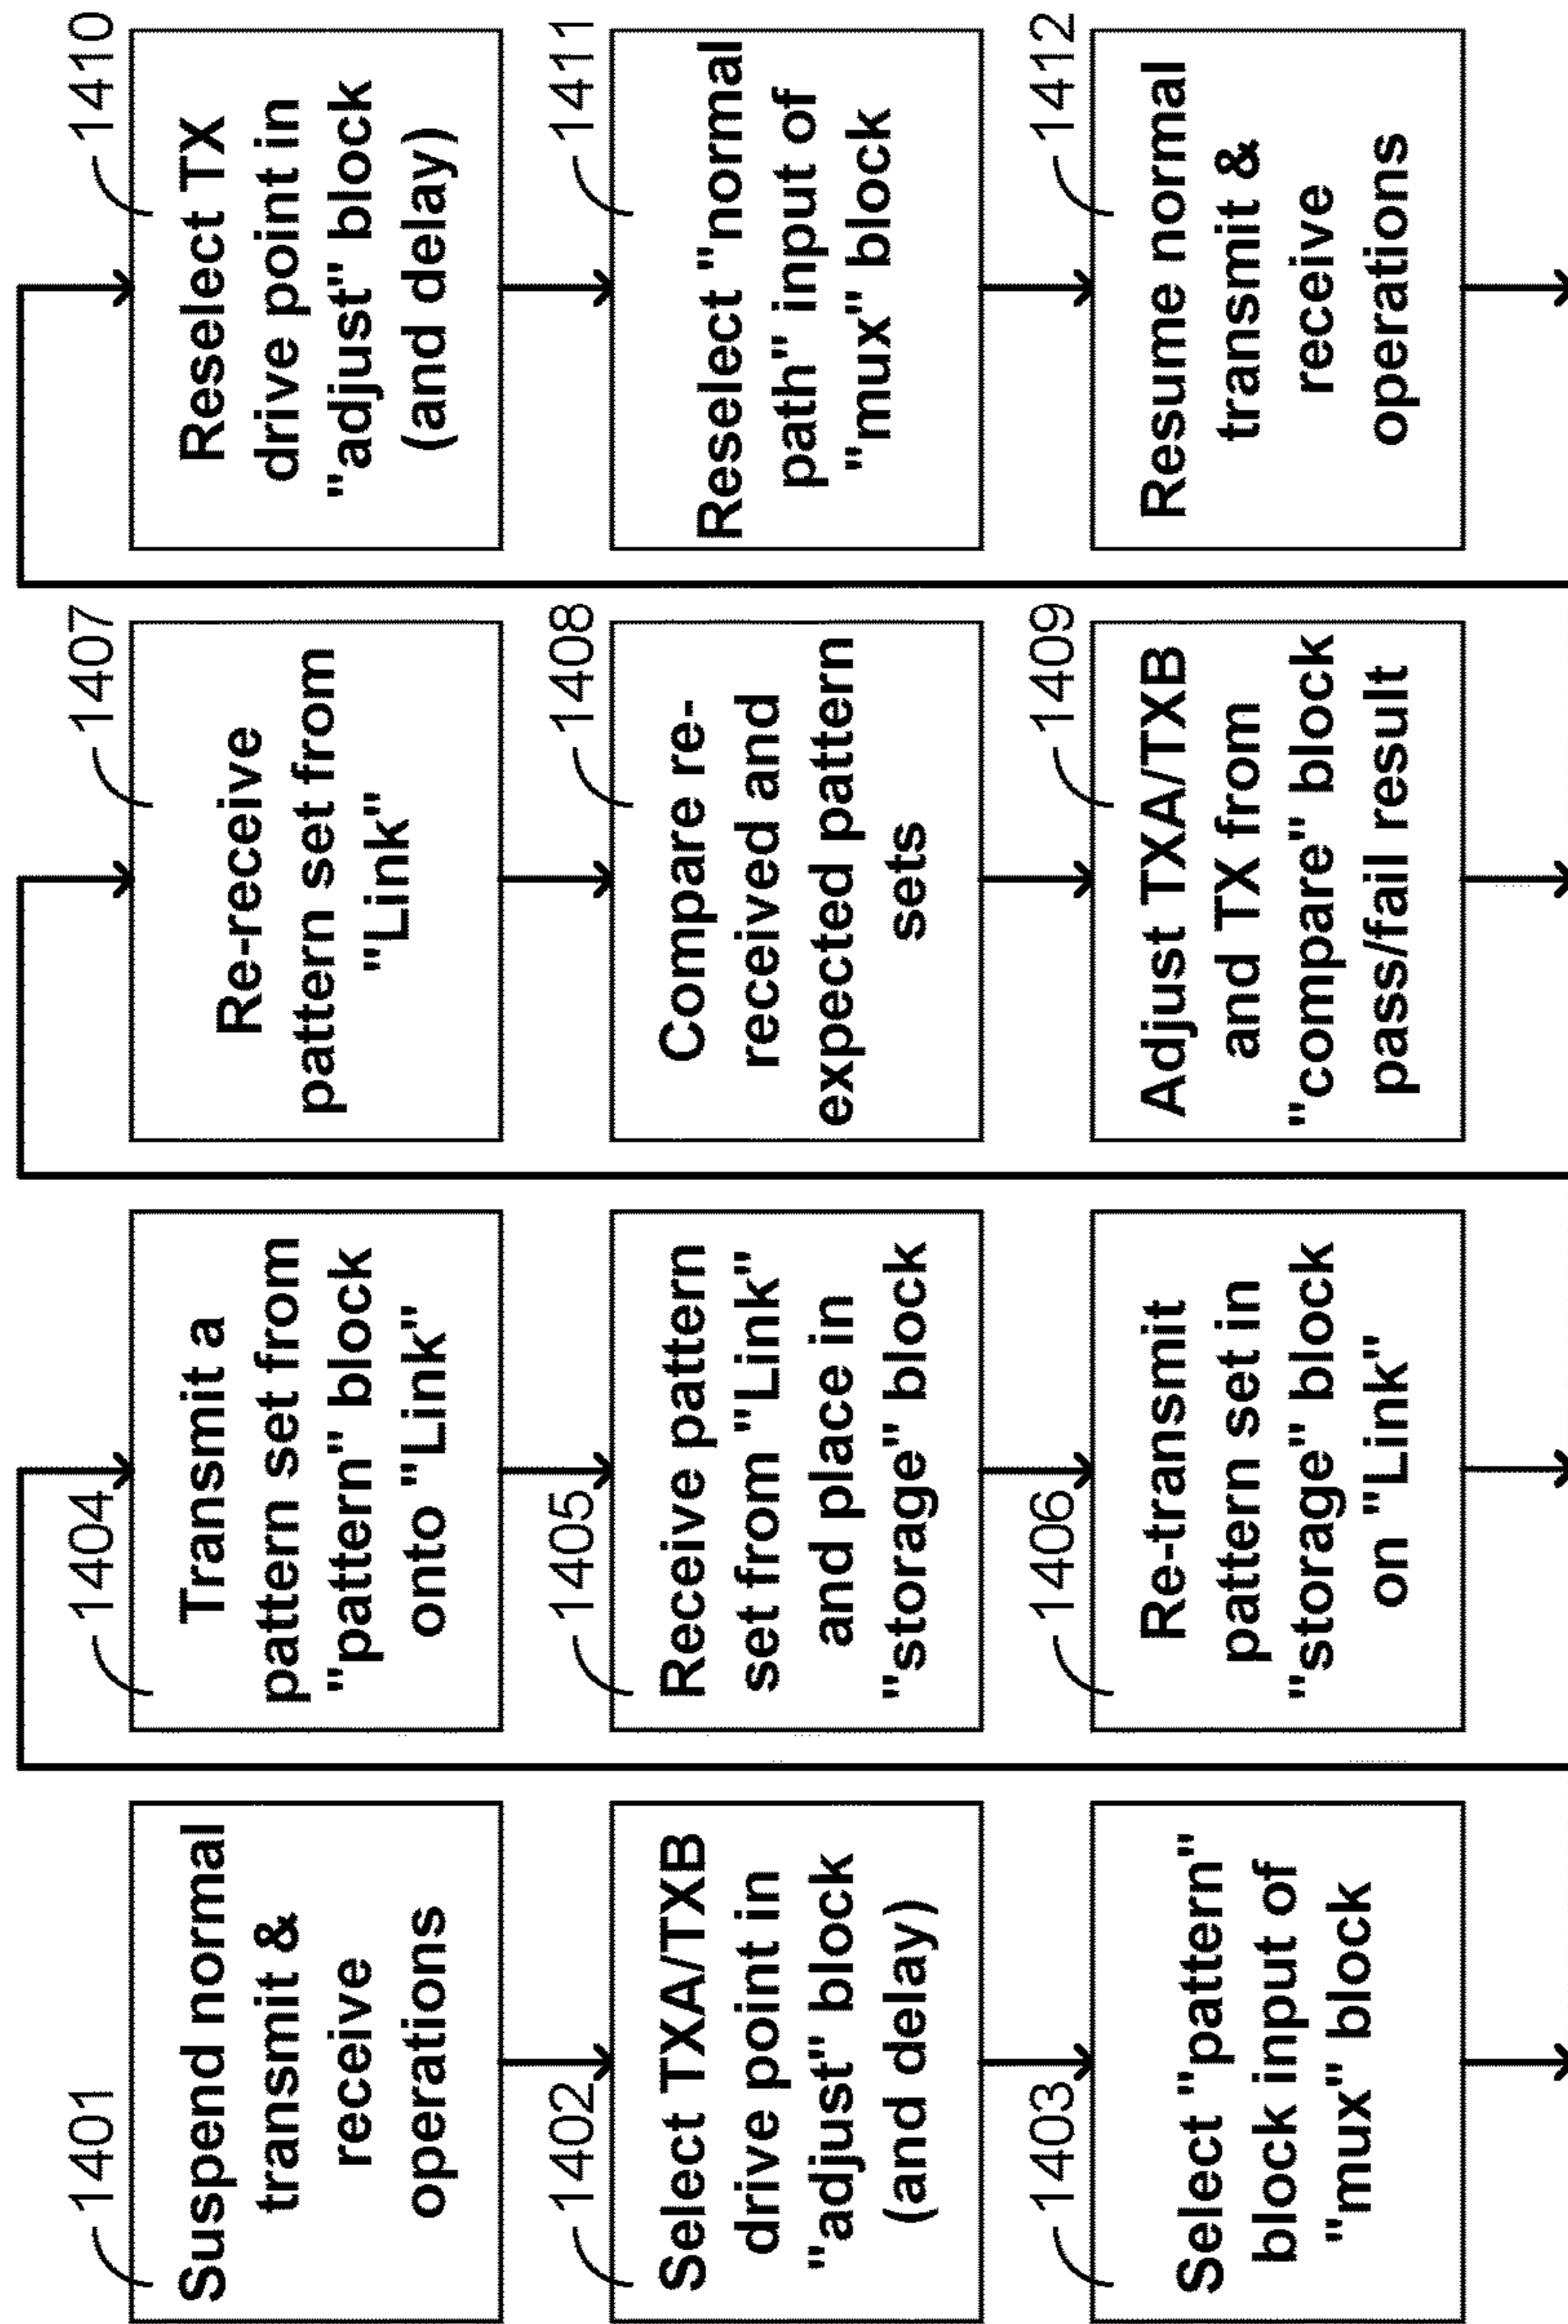 1401
Suspend normal
transmit &
receive
operations
1402
Select TXA/TXB
drive point in
"adjust" block
(and delay)
1403
Select "pattern"
block input of
"mux" block
1404
Transmit a
pattern set from
"pattern" block
onto "Link"
1405
Receive pattern
set from "Link"
and place in
"storage" block
1406
Re-transmit
pattern set in
"storage" block
on "Link"
1407
Re-receive
pattern set from
"Link"
1408
Compare re-
received and
expected pattern
sets
1409
Adjust TXA/TXB
and TX from
"compare" block
pass/fail result
1410
Reselect TX
drive point in
"adjust" block
(and delay)
1411
Reselect "normal
path" input of
"mux" block
1412
Resume normal
transmit &
receive
operations